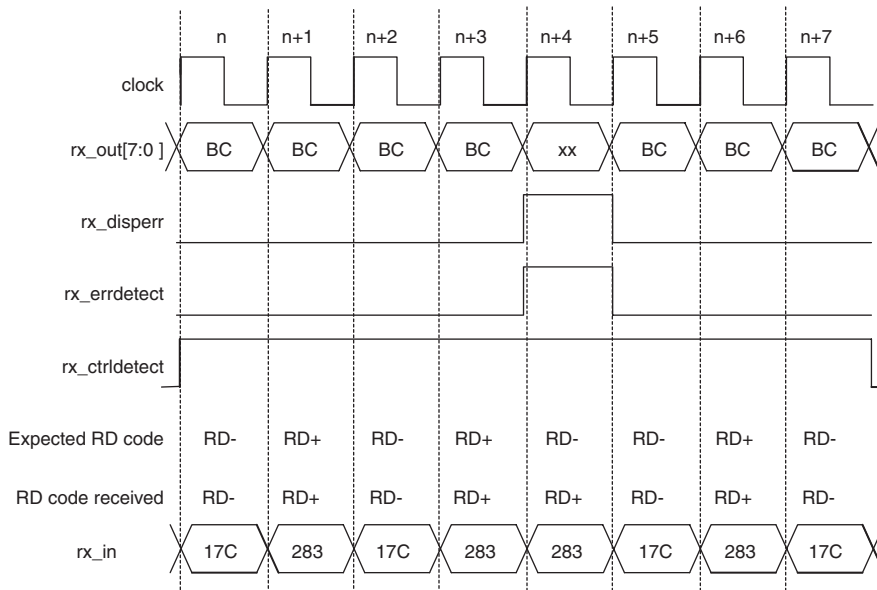 n n+1 n+2 n+3 n+4 n+5 n+6 n+7
clock
rx_out[7:0 ] BC BC BC BC xx BC BC BC
rx_disperr
rx_errdetect
rx_ctrldetect
Expected RD code RD- RD+ RD- RD+ RD- RD- RD+ RD-
RD code received RD- RD+ RD- RD+ RD+ RD- RD+ RD-
rx_in 17C 283 17C 283 283 17C 283 17C